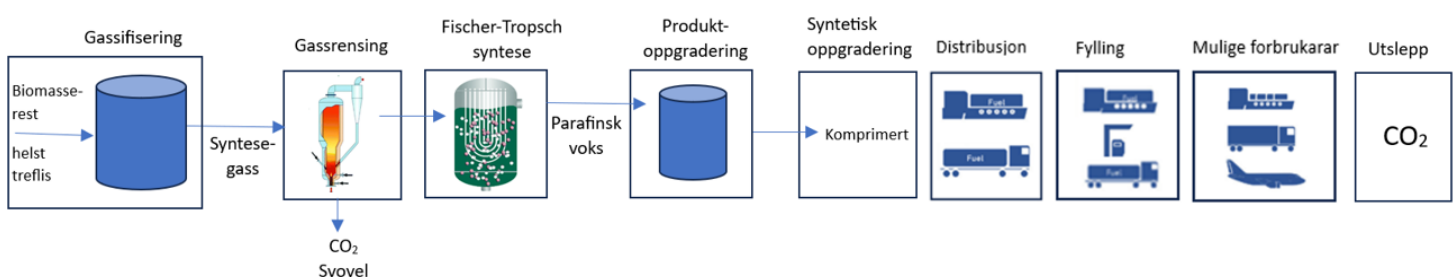 Gassifisering
Biomasse-
rest
helst
treflis
Syntese-
gass
Gassrensing
CO₂
Svovel
Fischer-Tropsch
syntese
Parafinsk
voks
Produkt-
oppgradering
Syntetisk
oppgradering
Komprimert
Distribusjon
Fuel
Fuel
Fylling
Fuel
Fuel
Mulige forbrukarar
Utslepp
CO₂